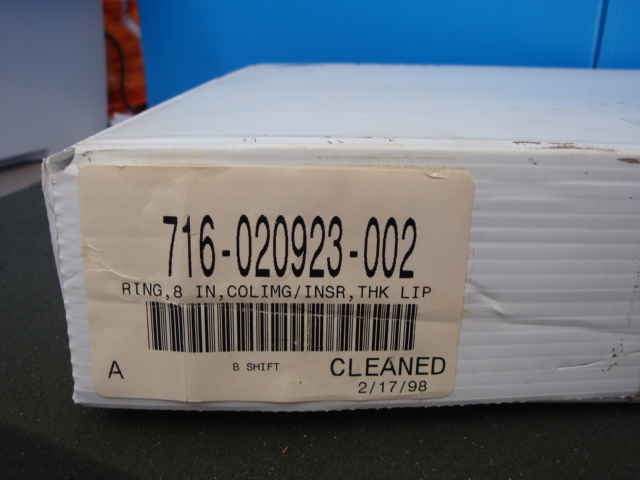 716-020923-002
RING,8 IN,COLIMG/INSR,THK LIP
A
B SHIFT
CLEANED
2/17/98